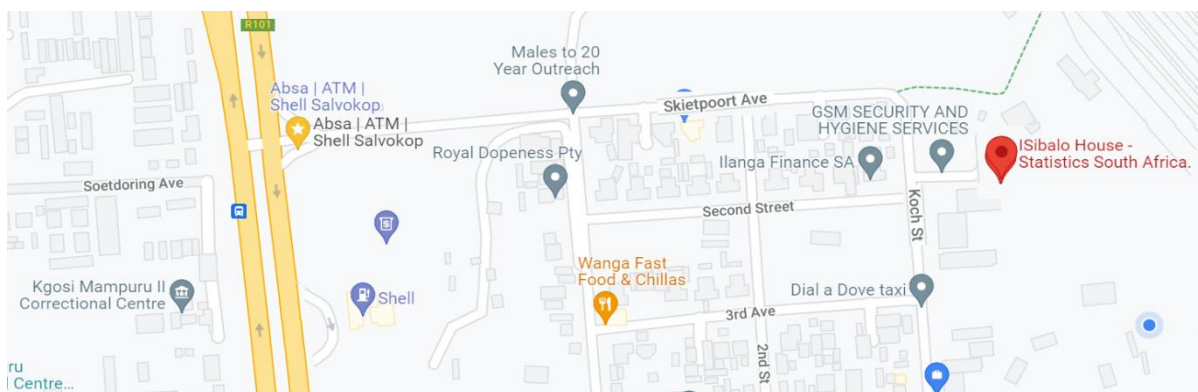 R101
Males to 20
Year Outreach
Absa | ATM |
Shell Salvokop
Absa | ATM |
Shell Salvokop
Skietpoort Ave
GSM SECURITY AND
HYGIENE SERVICES
ISibalo House -
Statistics South Africa.
Royal Dopeness Pty
Ilanga Finance SA
Soetdoring Ave
Second Street
Koch St
Wanga Fast
Food & Chillas
Kgosi Mampuru II
Correctional Centre
Shell
Dial a Dove taxi
3rd Ave
2nd St
ru
l Centre...